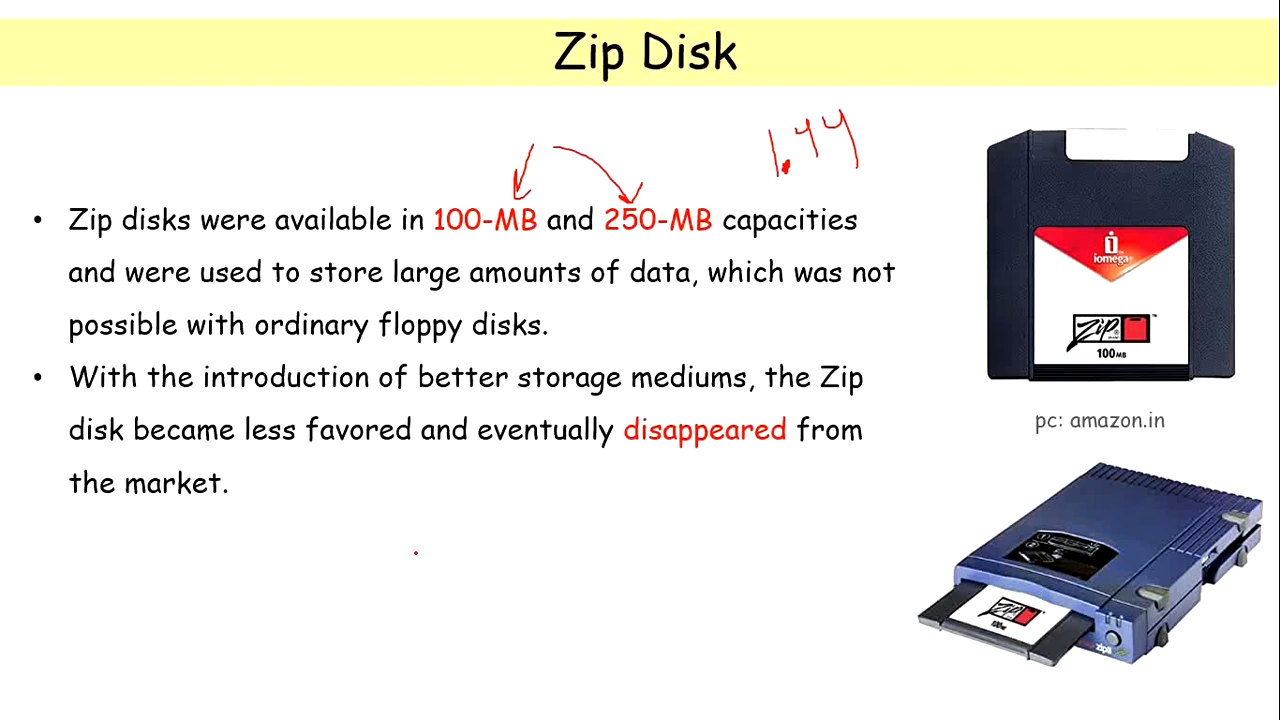 Zip Disk
1.44
• Zip disks were available in 100-MB and 250-MB capacities
and were used to store large amounts of data, which was not
possible with ordinary floppy disks.
• With the introduction of better storage mediums, the Zip
disk became less favored and eventually disappeared from
the market.
iomega
Zip
100MB
pc: amazon.in
Zip
100MB
zip